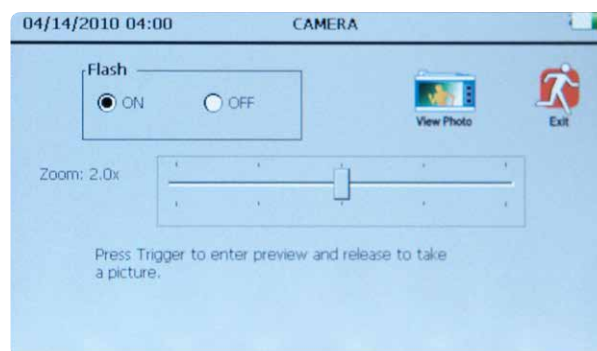 04/14/2010 04:00 CAMERA
Flash
ON OFF
View Photo
Exit
Zoom: 2.0x
Press Trigger to enter preview and release to take
a picture.